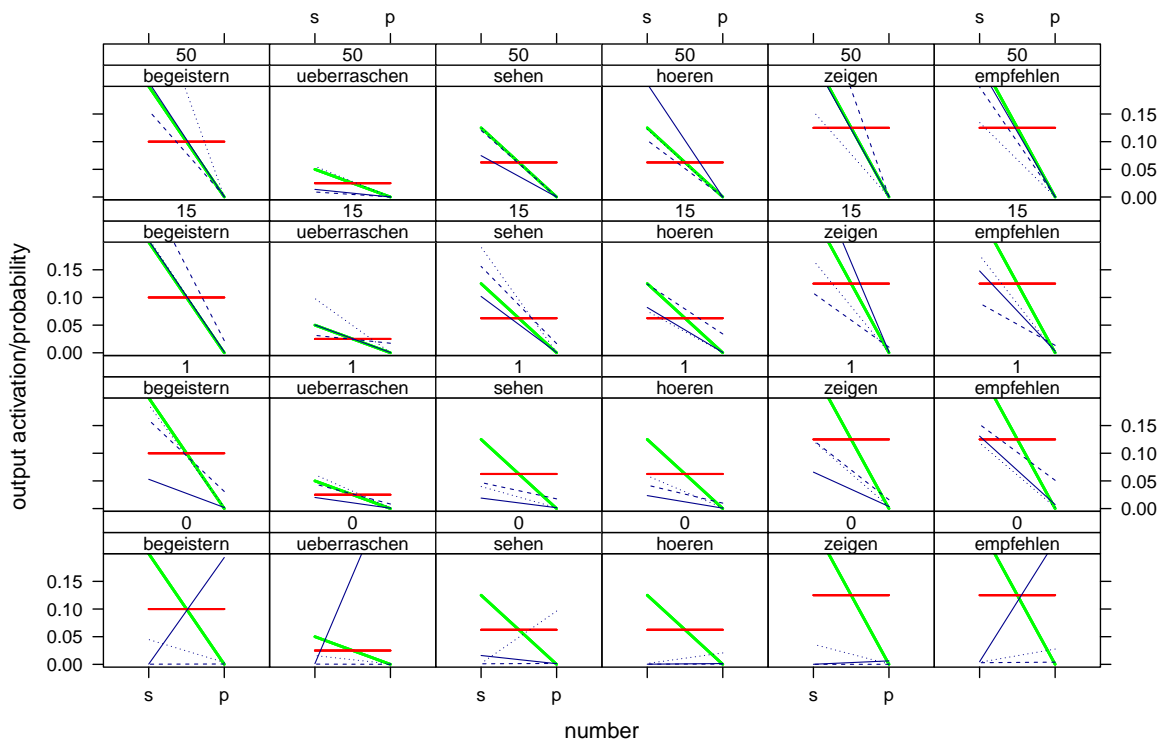 s p s p s p
50 50 50 50 50 50
begeistern ueberraschen sehen hoeren zeigen empfehlen
0.15
0.10
0.05
0.00
15 15 15 15 15 15
begeistern ueberraschen sehen hoeren zeigen empfehlen
0.15
0.10
0.05
0.00
1 1 1 1 1 1
begeistern ueberraschen sehen hoeren zeigen empfehlen
0.15
0.10
0.05
0.00
0 0 0 0 0 0
begeistern ueberraschen sehen hoeren zeigen empfehlen
0.15
0.10
0.05
0.00
s p s p s p
number
output activation/probability